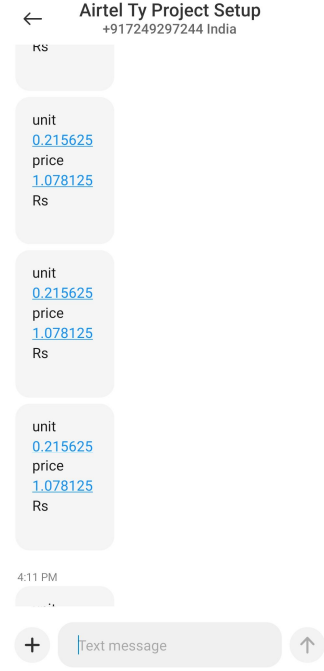 Airtel Ty Project Setup
+917249297244 India
Rs
unit
0.215625
price
1.078125
Rs
unit
0.215625
price
1.078125
Rs
unit
0.215625
price
1.078125
Rs
4:11 PM
Text message